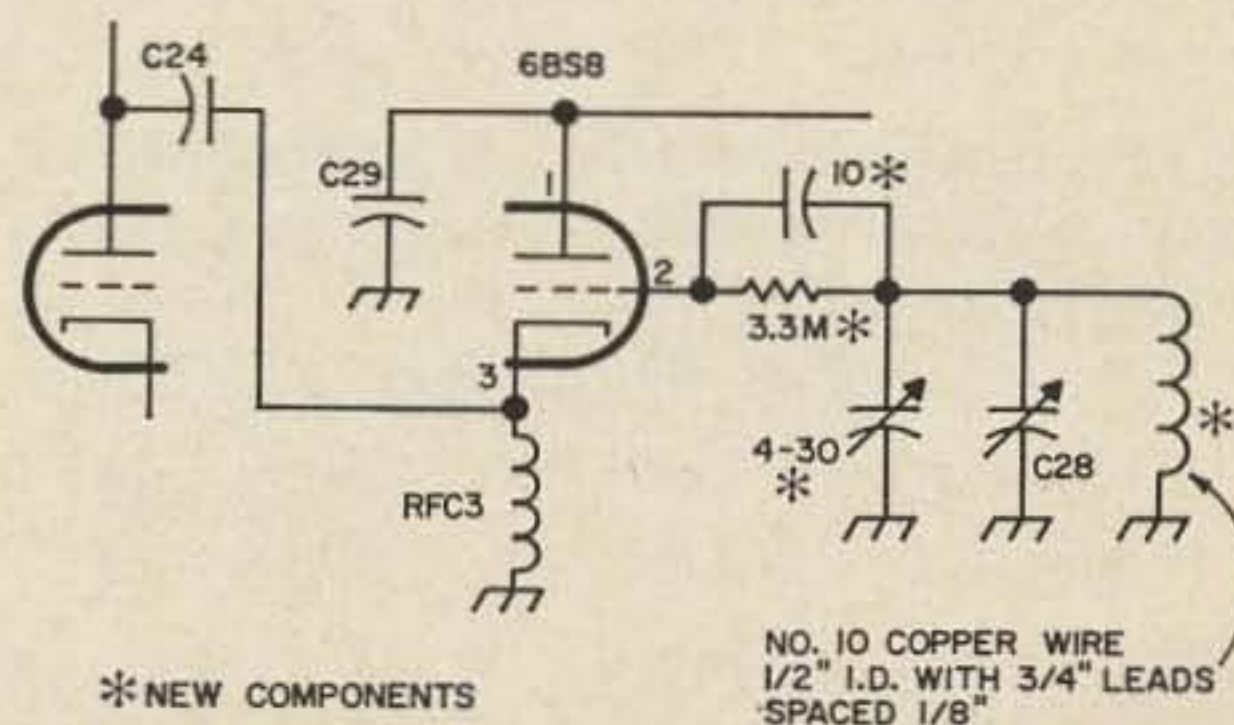 C24
6BS8
C29
1
10*
2
3.3M*
3
4-30
*
C28
*
RFC3
NO. 10 COPPER WIRE
1/2" I.D. WITH 3/4" LEADS
SPACED 1/8"
*NEW COMPONENTS